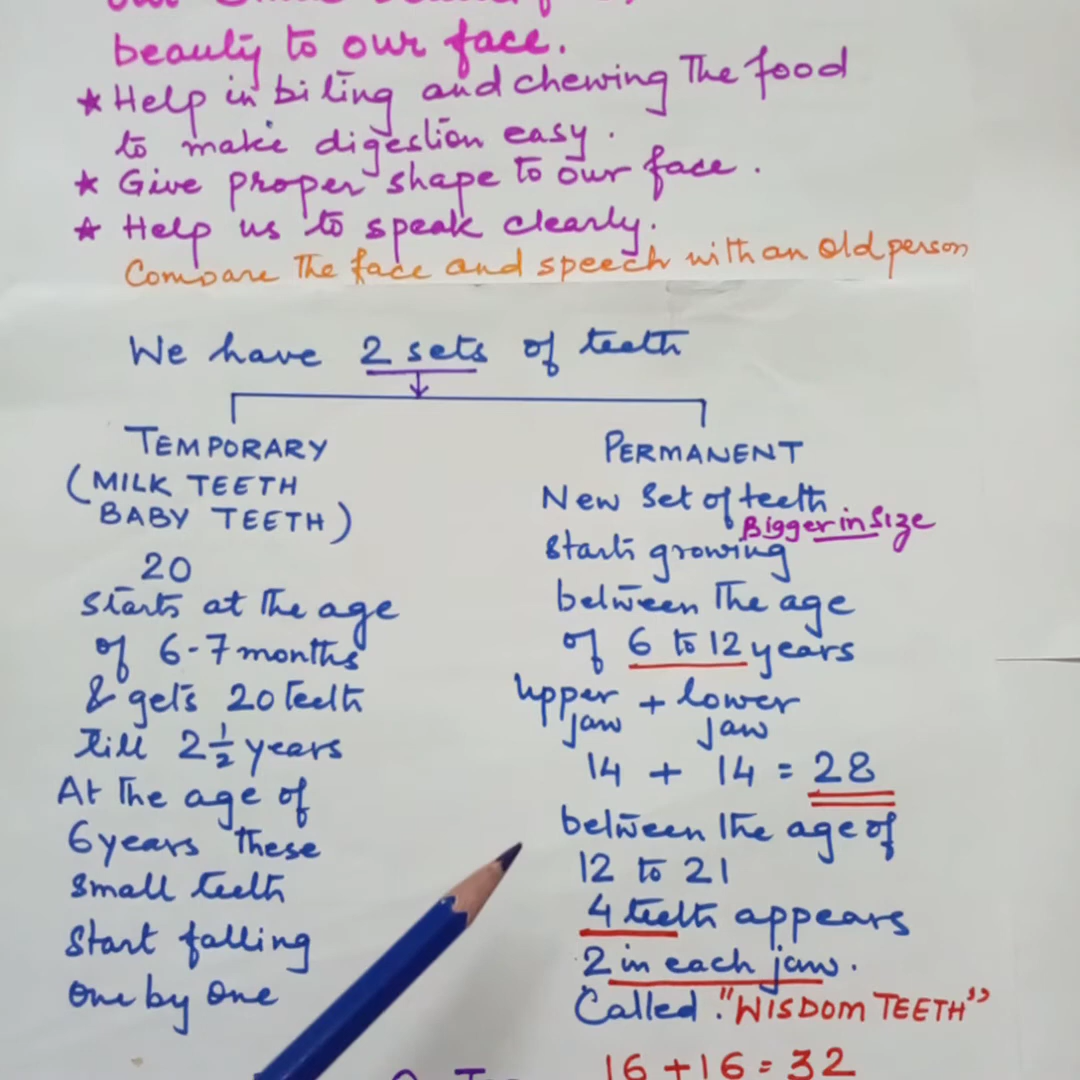 beauty to our face.
★ Help in biting and chewing the food
to make digestion easy.
★ Give proper shape to our face.
★ Help us to speak clearly.
Compare the face and speech with an old person
We have 2 sets of teeth
TEMPORARY
(MILK TEETH
BABY TEETH)
20
starts at the age
of 6-7 months
& gets 20 teeth
till 2 1/2 years
At the age of
6 years these
small teeth
start falling
one by one
PERMANENT
New set of teeth
Bigger in size
starts growing
between the age
of 6 to 12 years
upper jaw + lower jaw
14 + 14 = 28
between the age of
12 to 21
4 teeth appears
2 in each jaw.
Called "WISDOM TEETH"
16 + 16 = 32